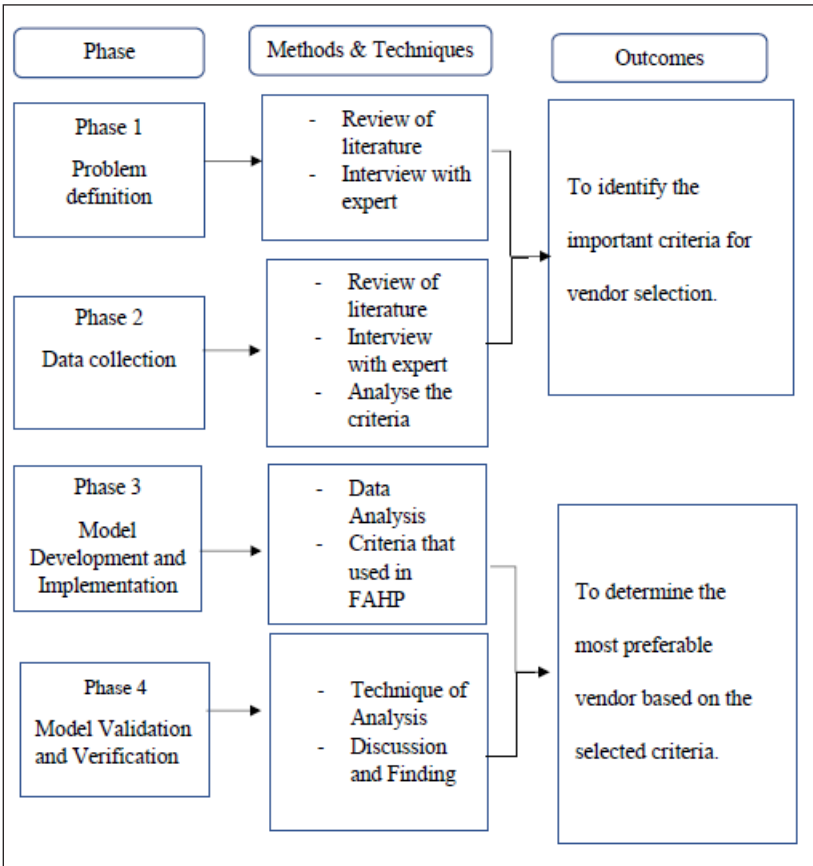 Phase
Methods & Techniques
Outcomes
Phase 1
Problem
definition
- Review of
literature
- Interview with
expert
To identify the
important criteria for
vendor selection.
Phase 2
Data collection
- Review of
literature
- Interview
with expert
- Analyse the
criteria
Phase 3
Model
Development and
Implementation
- Data
Analysis
- Criteria that
used in
FAHP
To determine the
most preferable
vendor based on the
selected criteria.
Phase 4
Model Validation
and Verification
- Technique of
Analysis
- Discussion
and Finding